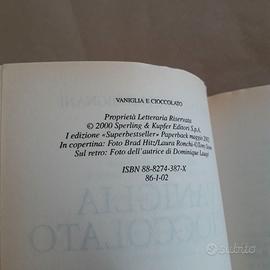 VANIGLIA E CIOCCOLATO
Proprietà Letteraria Riservata
© 2000 Sperling & Kupfer Editori S.p.A.
I edizione «Superbestseller» Paperback maggio
In copertina: Foto Brad Hitz/Laura Ronchi
Sul retro: Foto dell'autrice di Dominique
ISBN 88-8274-387-X
86-I-02
subito